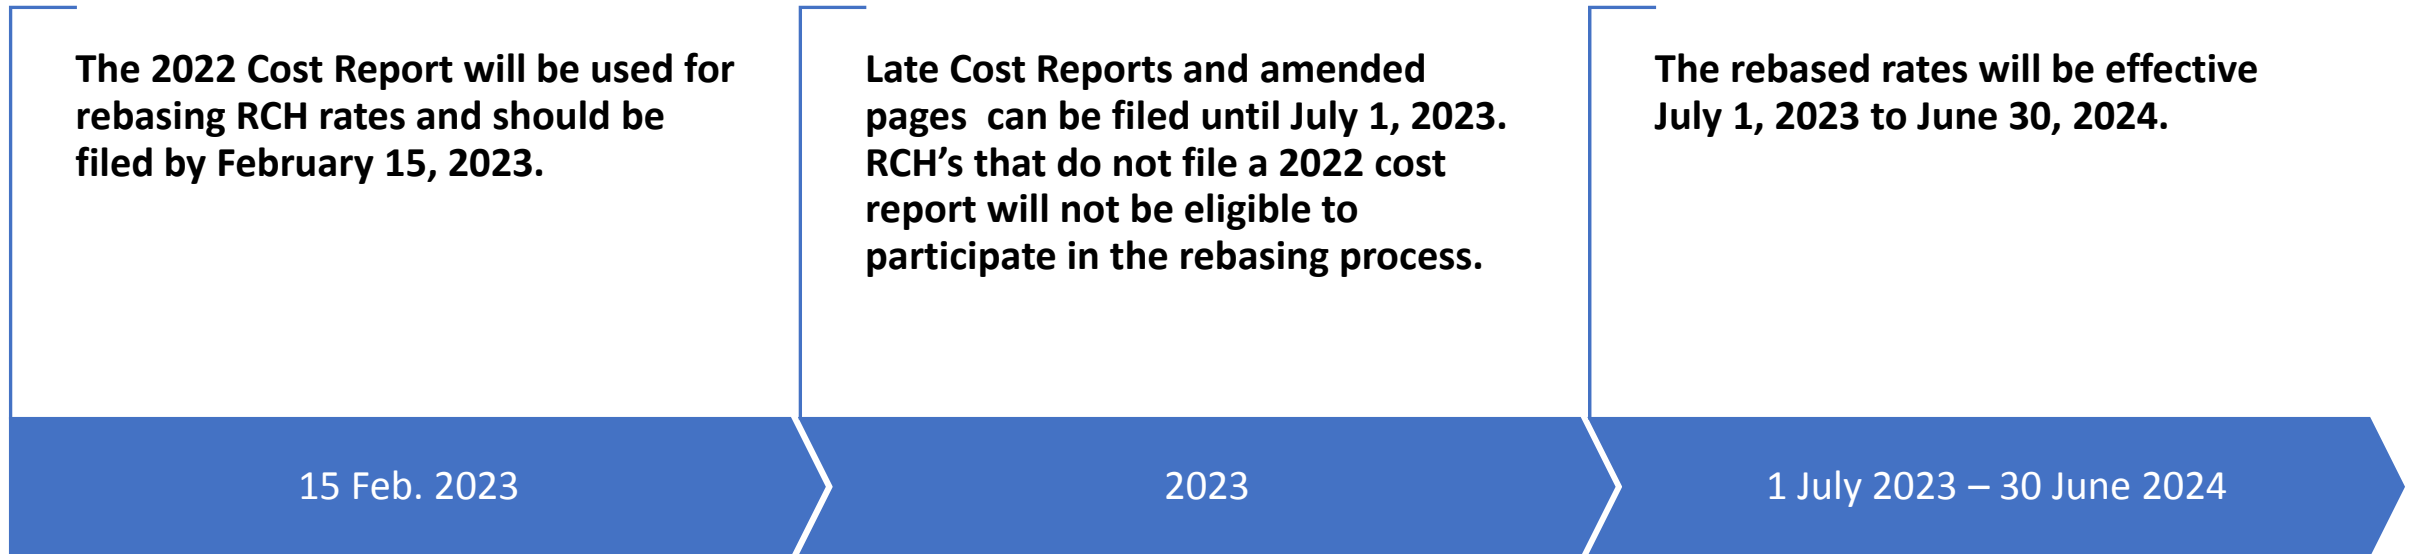 The 2022 Cost Report will be used for
rebasing RCH rates and should be
filed by February 15, 2023.
Late Cost Reports and amended
pages  can be filed until July 1, 2023.
RCH’s that do not file a 2022 cost
report will not be eligible to
participate in the rebasing process.
The rebased rates will be effective
July 1, 2023 to June 30, 2024.
15 Feb. 2023
2023
1 July 2023 – 30 June 2024